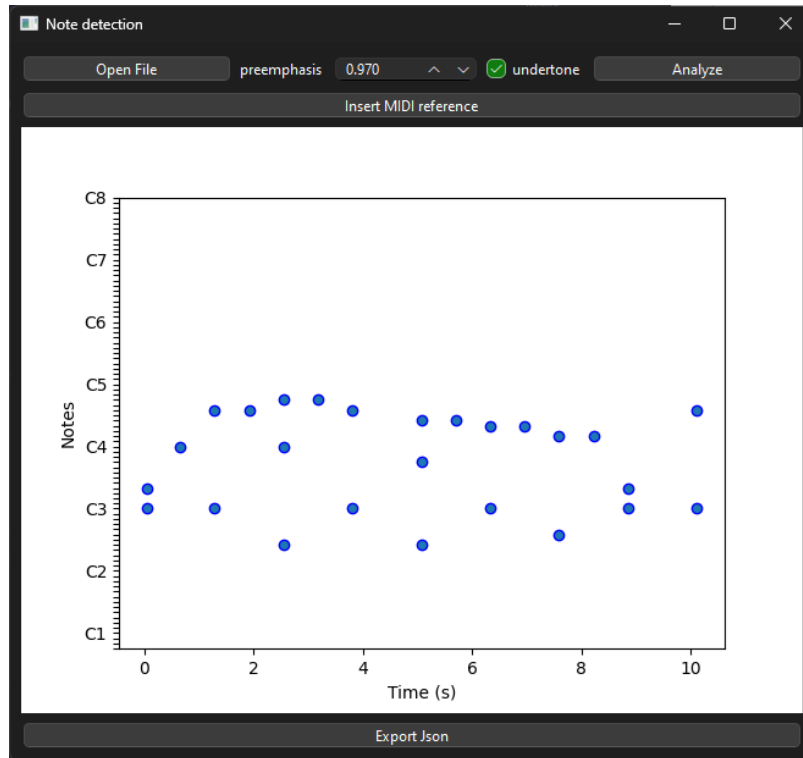 Note detection
Open File preemphasis 0.970 undertone Analyze
Insert MIDI reference
C8
C7
C6
C5
C4
C3
C2
C1
Notes
0 2 4 6 8 10
Time (s)
Export Json